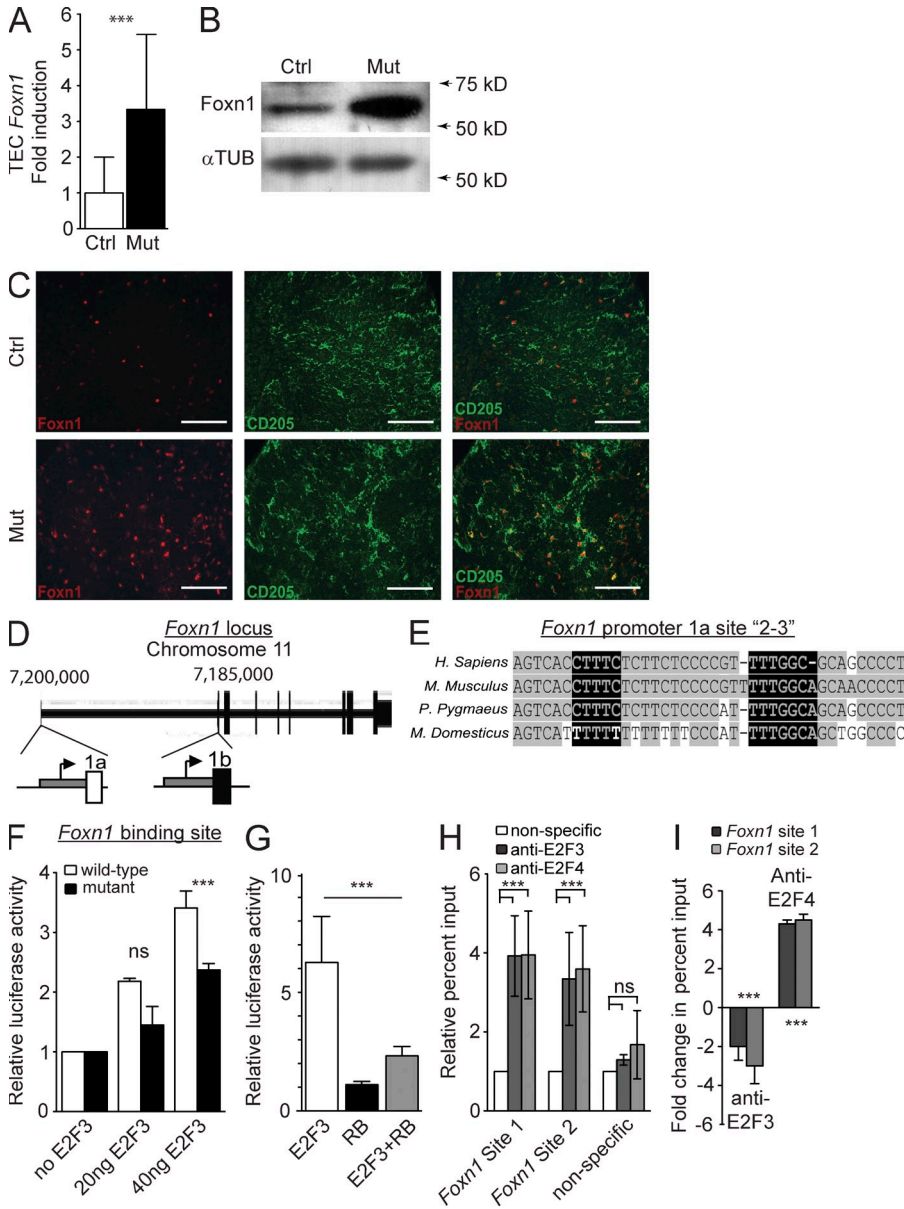 A
6
5
4
3
2
1
0
TEC Foxn1
Fold induction
***
Ctrl Mut
B
Ctrl Mut
Foxn1
αTUB
75 kD
50 kD
50 kD
C
Ctrl
Foxn1
CD205
CD205
Foxn1
Mut
Foxn1
CD205
CD205
Foxn1
D
Foxn1 locus
Chromosome 11
7,200,000
7,185,000
1a
1b
E
Foxn1 promoter 1a site “2-3”
H. Sapiens AGTCACCTTTCTCTTCTCCCCGT-TTTGGC-GCAGCCCCT
M. Musculus AGTCACCTTTCTCTTCTCCCCGTTTTTGGCAGCAACCCCT
P. Pygmaeus AGTCACCTTTCTCTTCTCCCCAT-TTTGGCAGCAGCCCCT
M. Domesticus AGTCATTTTTTTTTTTTCCCAT-TTTGGCAGCTGGCCCC
F
Foxn1 binding site
wild-type
mutant
4
3
2
1
0
Relative luciferase activity
ns
***
no E2F3
20ng E2F3
40ng E2F3
G
10
5
0
Relative luciferase activity
***
E2F3
RB
E2F3+RB
H
non-specific
anti-E2F3
anti-E2F4
6
4
2
0
Relative percent input
***
***
ns
Foxn1 Site 1
Foxn1 Site 2
non-specific
I
Foxn1 site 1
Foxn1 site 2
6
4
2
0
-2
-4
-6
Fold change in percent input
Anti-
E2F4
***
***
anti-
E2F3